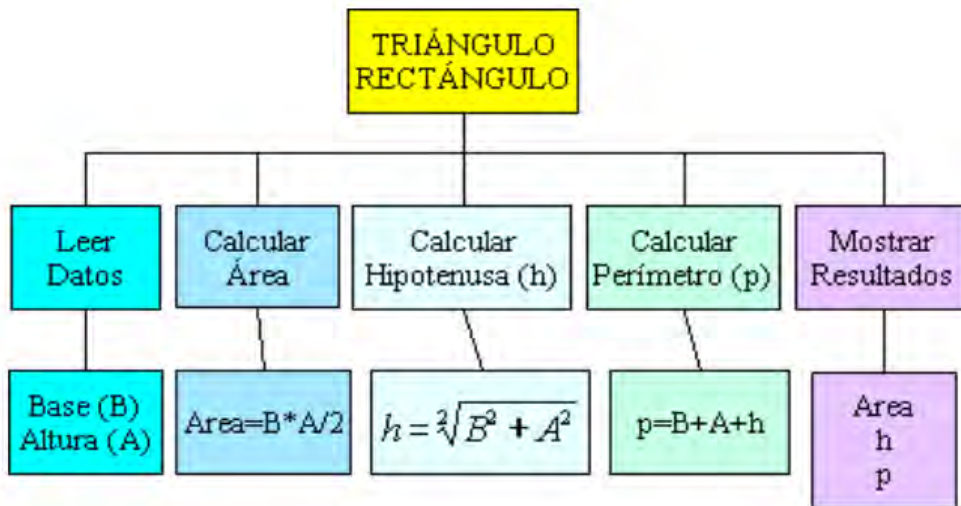 TRIÁNGULO
RECTÁNGULO
Leer
Datos
Calcular
Área
Calcular
Hipotenusa (h)
Calcular
Perímetro (p)
Mostrar
Resultados
Base (B)
Altura (A)
Area=B*A/2
h = ²√(B² + A²)
p=B+A+h
Area
h
p